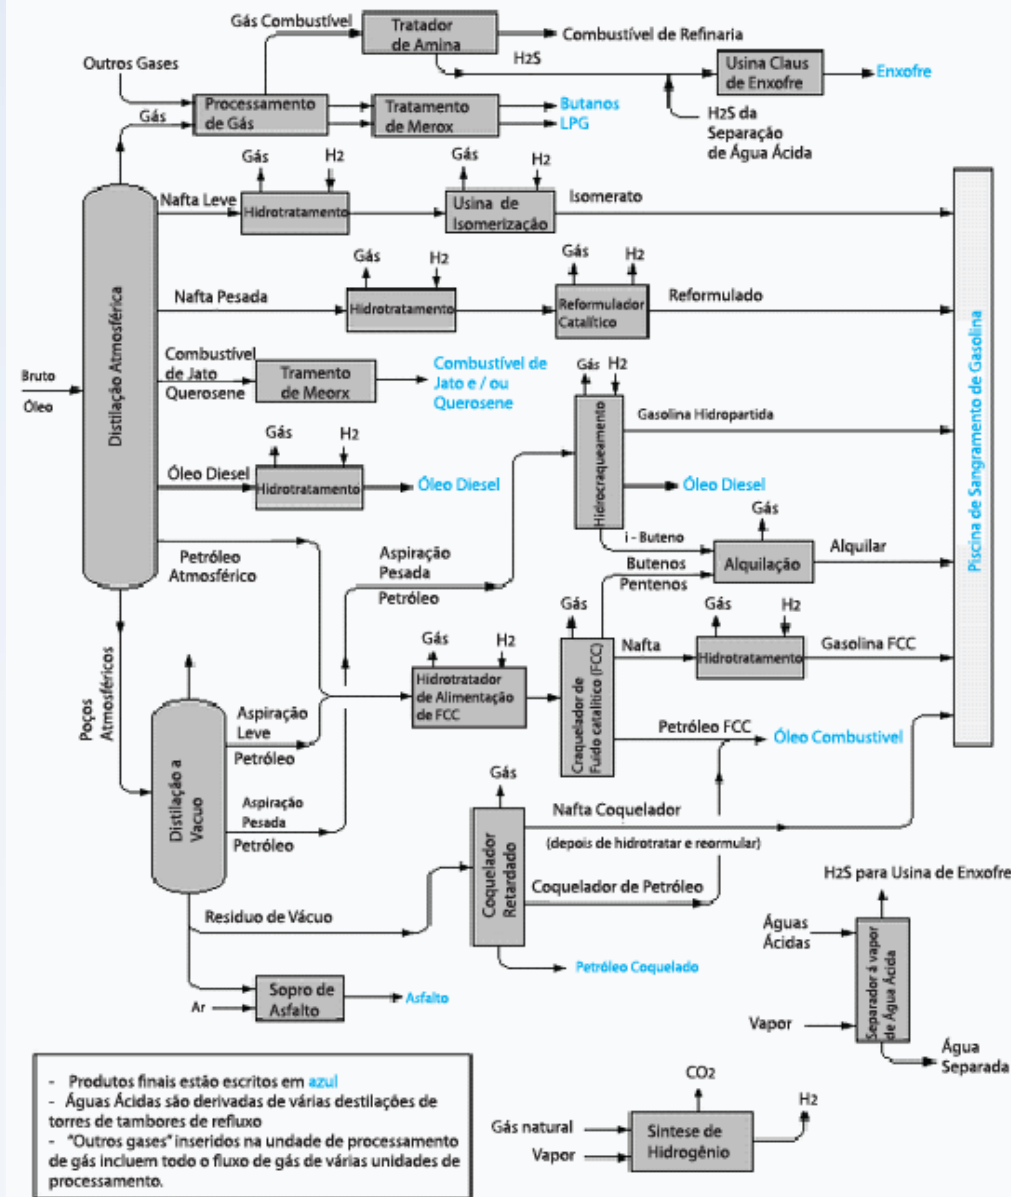 Gás Combustível
Tratador
de Amina
Combustível de Refinaria
H2S
Usina Claus
de Enxofre
Enxofre
Outros Gases
Gás
Processamento
de Gás
Tratamento
de Merox
Butanos
LPG
H2S da
Separação
de Água Ácida
Nafta Leve
Gás
H2
Hidrotratamento
Gás
H2
Usina de
Isomerização
Isomerato
Nafta Pesada
Gás
H2
Hidrotratamento
Gás
H2
Reformulador
Catalítico
Reformulado
Bruto
Óleo
Distilação Atmosférica
Combustível
de Jato
Querosene
Tramento
de Meorx
Combustível de
Jato e / ou
Querosene
Gás
H2
Hidrocraqueamento
Gasolina Hidropartida
Óleo Diesel
Gás
H2
Óleo Diesel
Hidrotratamento
Óleo Diesel
i - Buteno
Butenos
Pentenos
Gás
Alquilação
Alquilar
Piscina de Sangramento de Gasolina
Petróleo
Atmosférico
Aspiração
Pesada
Petróleo
Gás
H2
Hidrotratador
de Alimentação
de FCC
Gás
Craquelador de
Fuido catalítico (FCC)
Nafta
Gás
H2
Hidrotratamento
Gasolina FCC
Petróleo FCC
Óleo Combustivel
Poços
Atmosféricos
Distilação a
Vacuo
Aspiração
Leve
Petróleo
Aspiração
Pesada
Petróleo
Gás
Coquelador
Retardado
Nafta Coquelador
(depois de hidrotratar e reormular)
Coquelador de Petróleo
Residuo de Vácuo
Petróleo Coquelado
Ar
Sopro de
Asfalto
Asfalto
H2S para Usina de Enxofre
Águas
Ácidas
Separador á vapor
de Água Ácida
Vapor
Água
Separada
- Produtos finais estão escritos em azul
- Águas Ácidas são derivadas de várias destilações de
torres de tambores de refluxo
- "Outros gases" inseridos na undade de processamento
de gás incluem todo o fluxo de gás de várias unidades de
processamento.
CO2
H2
Gás natural
Vapor
Síntese de
Hidrogênio